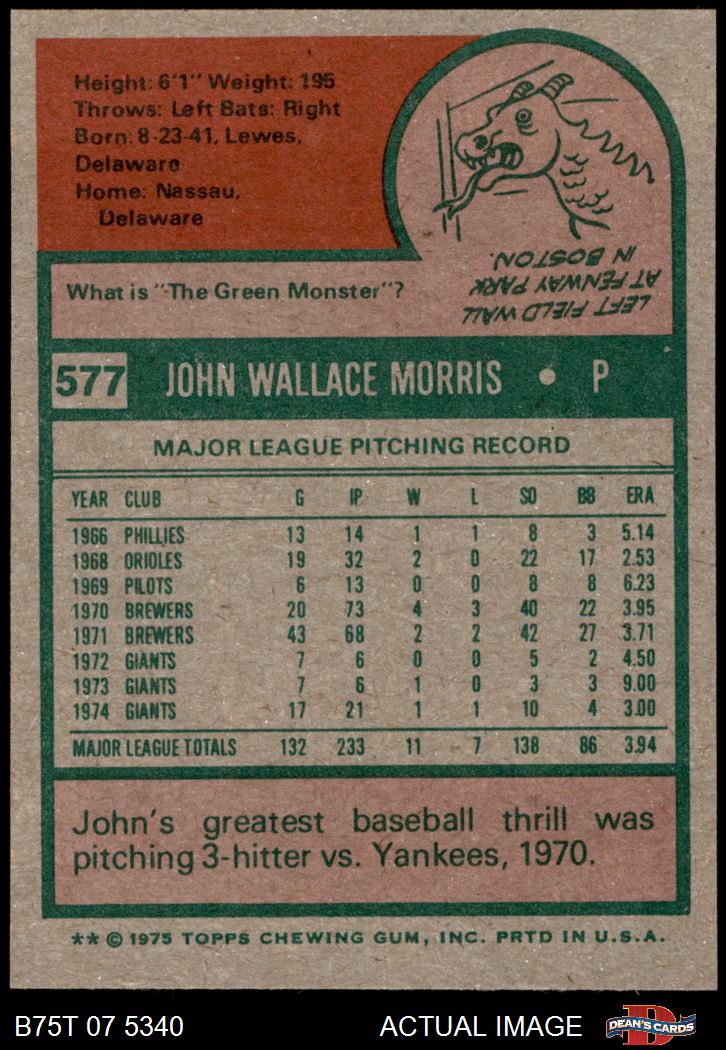 Height: 6'1" Weight: 195
Throws: Left Bats: Right
Born: 8-23-41, Lewes,
Delaware
Home: Nassau,
Delaware
What is "The Green Monster"?
LEFT FIELD WALL
AT FENWAY PARK
IN BOSTON.
577 JOHN WALLACE MORRIS • P
MAJOR LEAGUE PITCHING RECORD
YEAR CLUB G IP W L SO BB ERA
1966 PHILLIES 13 14 1 1 8 3 5.14
1968 ORIOLES 19 32 2 0 22 17 2.53
1969 PILOTS 6 13 0 0 8 8 6.23
1970 BREWERS 20 73 4 3 40 22 3.95
1971 BREWERS 43 68 2 2 42 27 3.71
1972 GIANTS 7 6 0 0 5 2 4.50
1973 GIANTS 7 6 1 0 3 3 9.00
1974 GIANTS 17 21 1 1 10 4 3.00
MAJOR LEAGUE TOTALS 132 233 11 7 138 86 3.94
John's greatest baseball thrill was
pitching 3-hitter vs. Yankees, 1970.
** © 1975 TOPPS CHEWING GUM, INC. PRTD IN U.S.A.
B75T 07 5340 ACTUAL IMAGE D DEAN'S CARDS